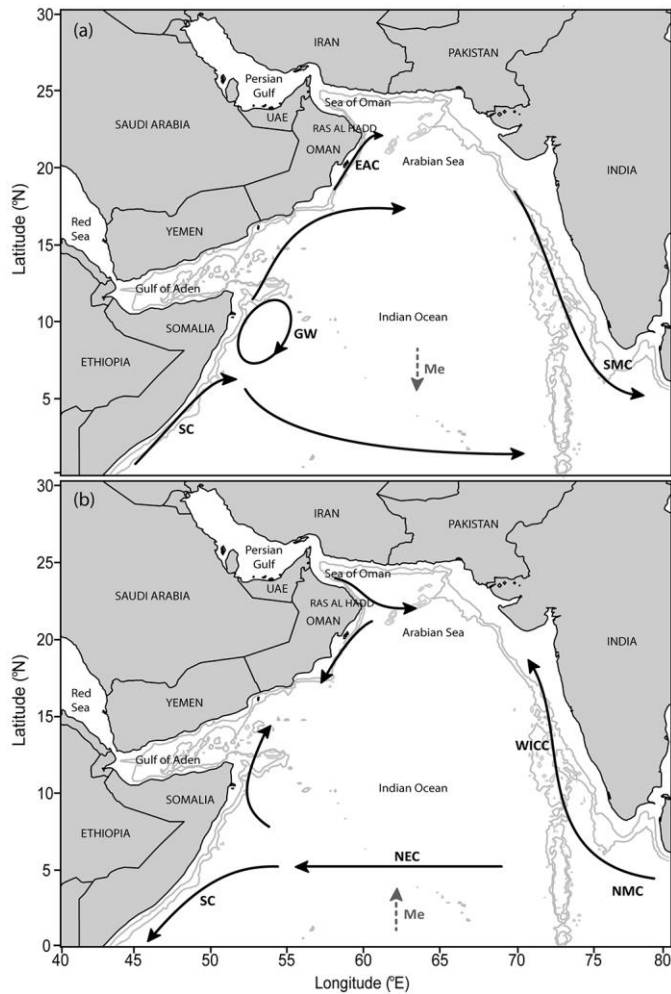 (a)
30
25
20
15
10
5
Latitude (ºN)
IRAN
PAKISTAN
Persian
Gulf
Sea of Oman
SAUDI ARABIA
UAE
RAS AL HADD
OMAN
EAC
Arabian Sea
INDIA
Red
Sea
YEMEN
Gulf of Aden
SOMALIA
ETHIOPIA
GW
Indian Ocean
Me
SMC
SC
(b)
30
25
20
15
10
5
0
Latitude (ºN)
IRAN
PAKISTAN
Persian
Gulf
Sea of Oman
SAUDI ARABIA
UAE
RAS AL HADD
OMAN
Arabian Sea
INDIA
Red
Sea
YEMEN
WICC
Gulf of Aden
SOMALIA
ETHIOPIA
Indian Ocean
NEC
NMC
SC
Me
40 45 50 55 60 65 70 75 80
Longitude (ºE)